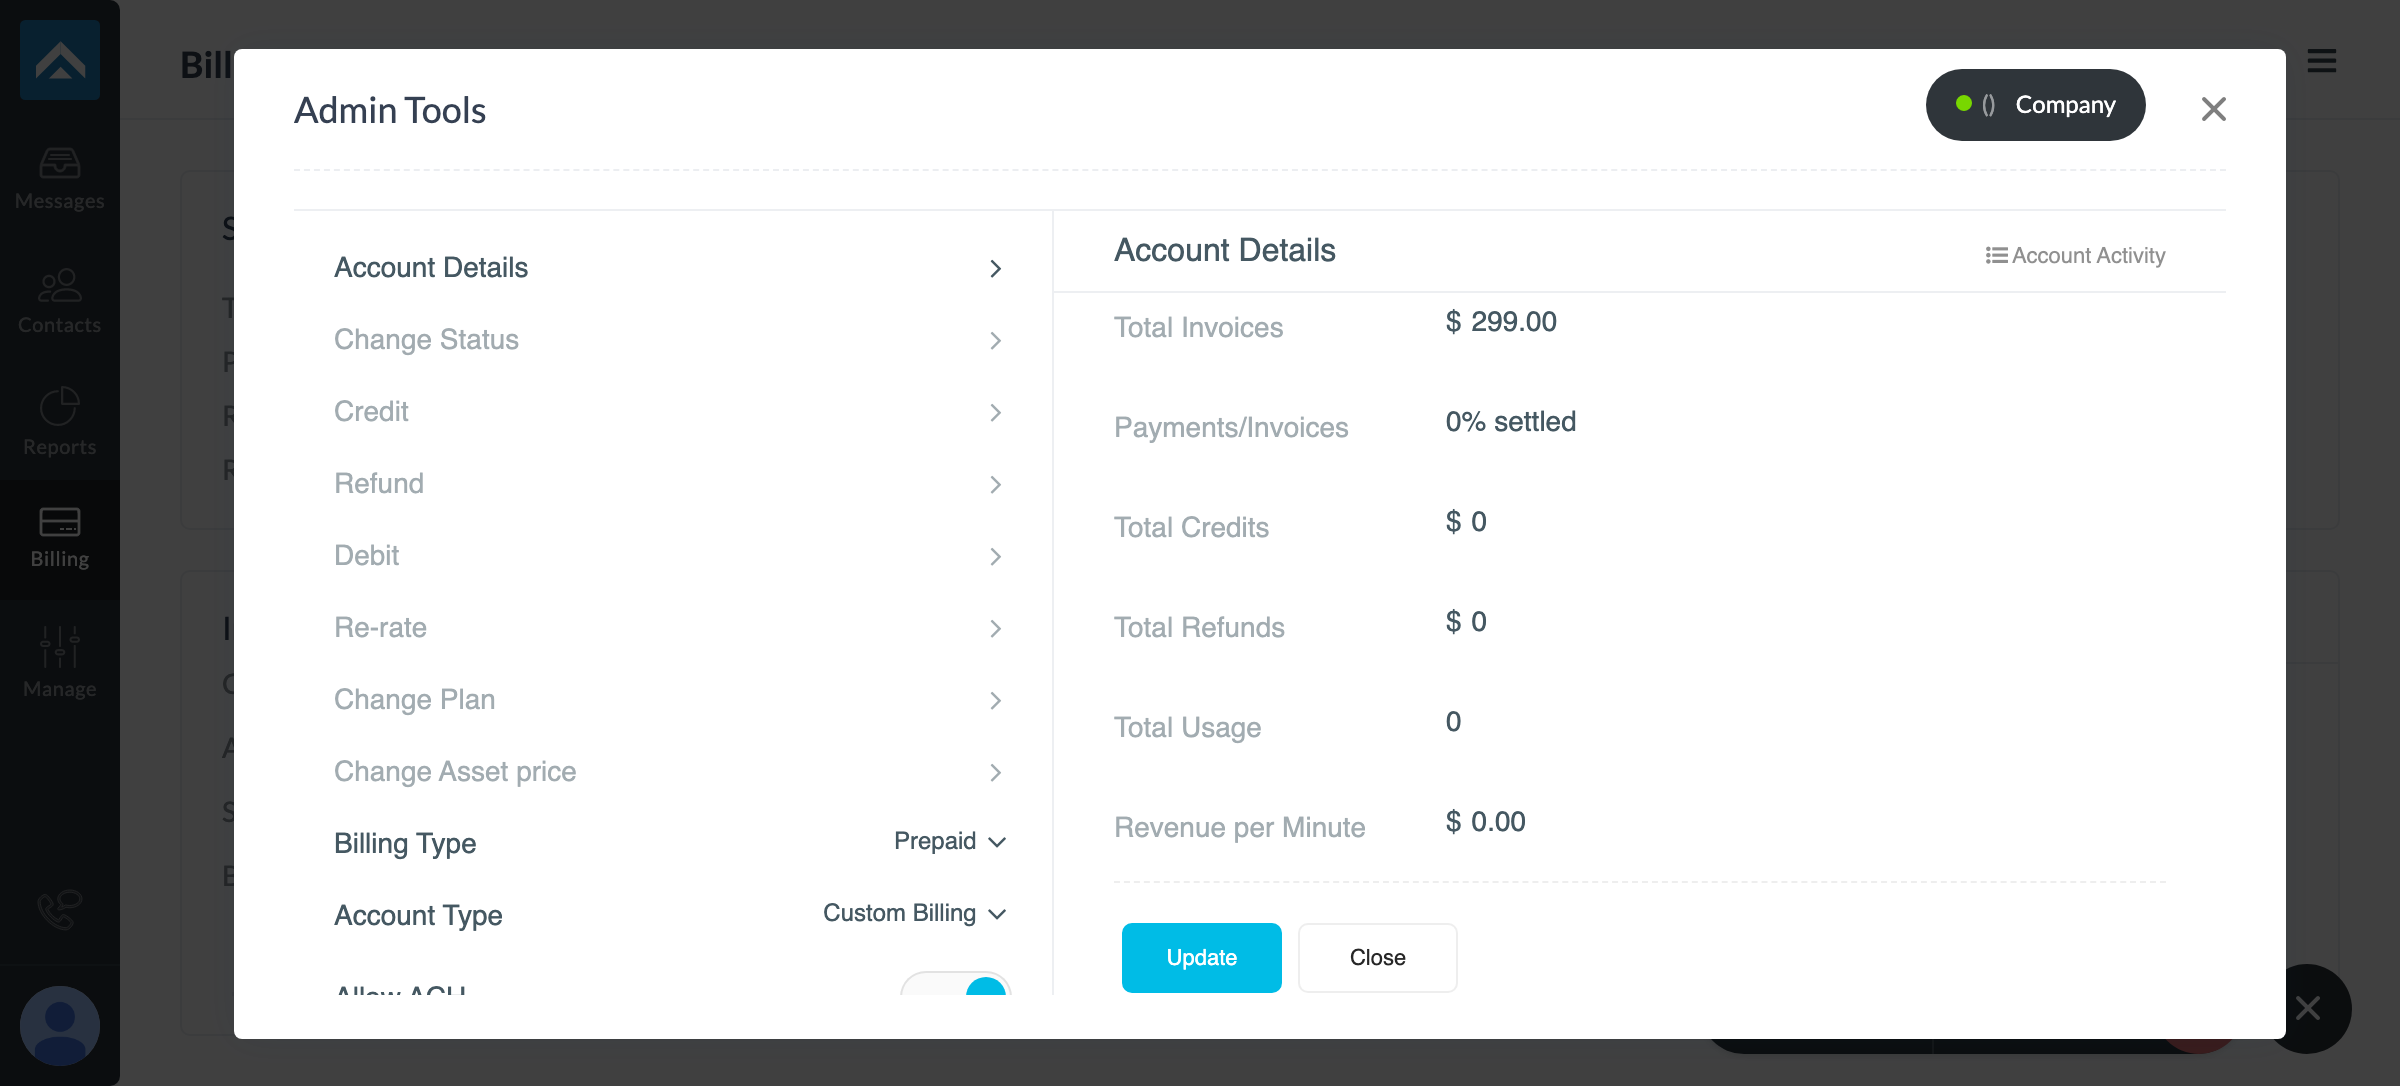 Bill
Admin Tools
() Company
Messages
Contacts
Reports
Billing
Manage
Account Details
Change Status
Credit
Refund
Debit
Re-rate
Change Plan
Change Asset price
Billing Type Prepaid
Account Type Custom Billing
Allow ACH
Account Details
Account Activity
Total Invoices $ 299.00
Payments/Invoices 0% settled
Total Credits $ 0
Total Refunds $ 0
Total Usage 0
Revenue per Minute $ 0.00
Update Close